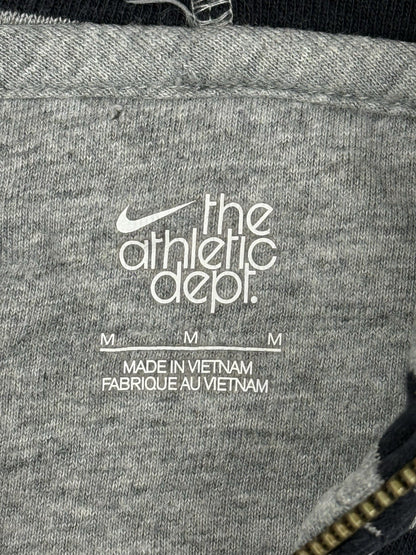 the
athletic
dept.
M M M
MADE IN VIETNAM
FABRIQUE AU VIETNAM